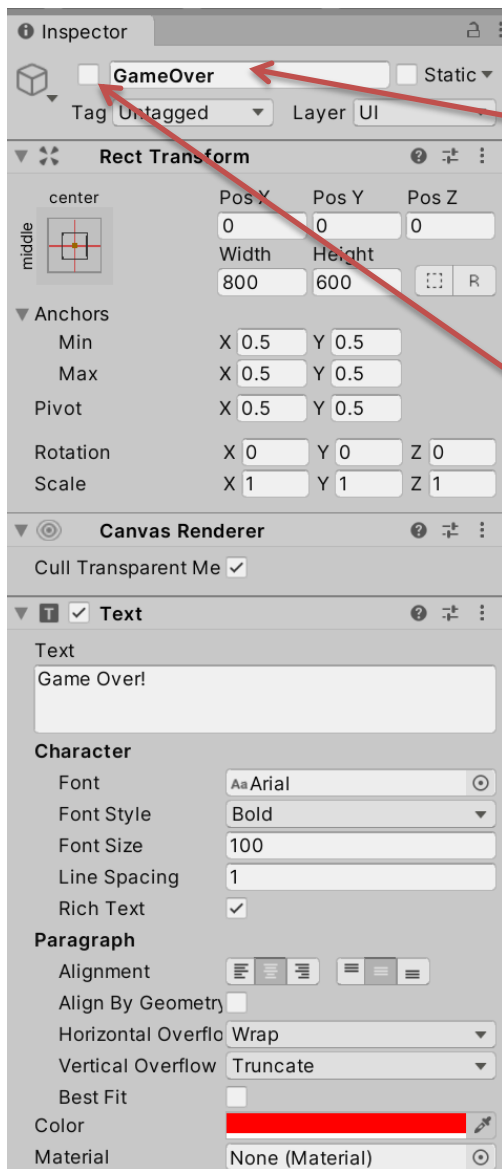 Inspector
GameOver Static
Tag Untagged Layer UI
Rect Transform
center Pos X Pos Y Pos Z
middle 0 0 0
Width Height
800 600 R
Anchors
Min X 0.5 Y 0.5
Max X 0.5 Y 0.5
Pivot X 0.5 Y 0.5
Rotation X 0 Y 0 Z 0
Scale X 1 Y 1 Z 1
Canvas Renderer
Cull Transparent Me
T Text
Text
Game Over!
Character
Font Aa Arial
Font Style Bold
Font Size 100
Line Spacing 1
Rich Text
Paragraph
Alignment
Align By Geometry
Horizontal Overflo Wrap
Vertical Overflow Truncate
Best Fit
Color
Material None (Material)